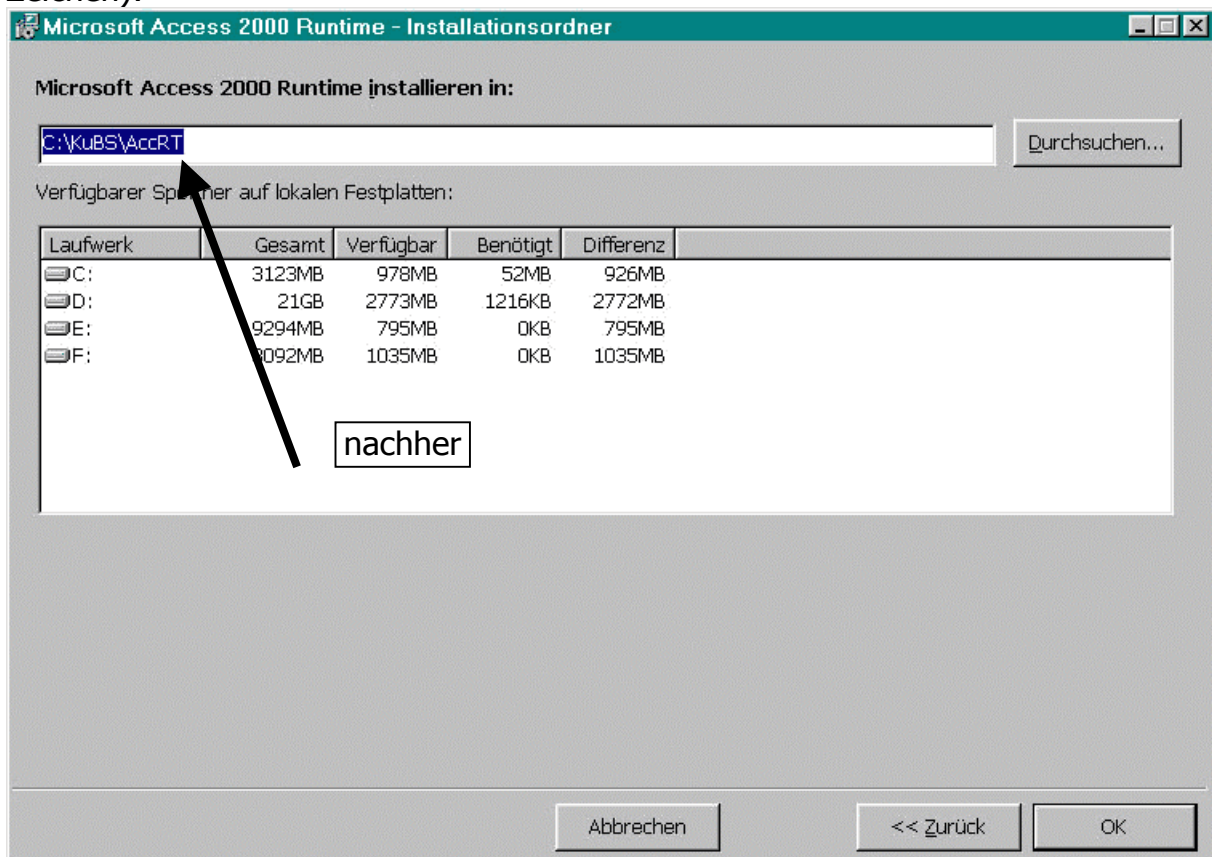 Zeichen).
Microsoft Access 2000 Runtime - Installationsordner
Microsoft Access 2000 Runtime installieren in:
C:\KuBS\AccRT
Durchsuchen...
Verfügbarer auf lokalen Festplatten:
Laufwerk Gesamt Verfügbar Benötigt Differenz
C: 3123MB 978MB 52MB 926MB
D: 21GB 2773MB 1216KB 2772MB
E: 9294MB 795MB 0KB 795MB
F: 1035MB 0KB 1035MB
nachher
Abbrechen << Zurück OK